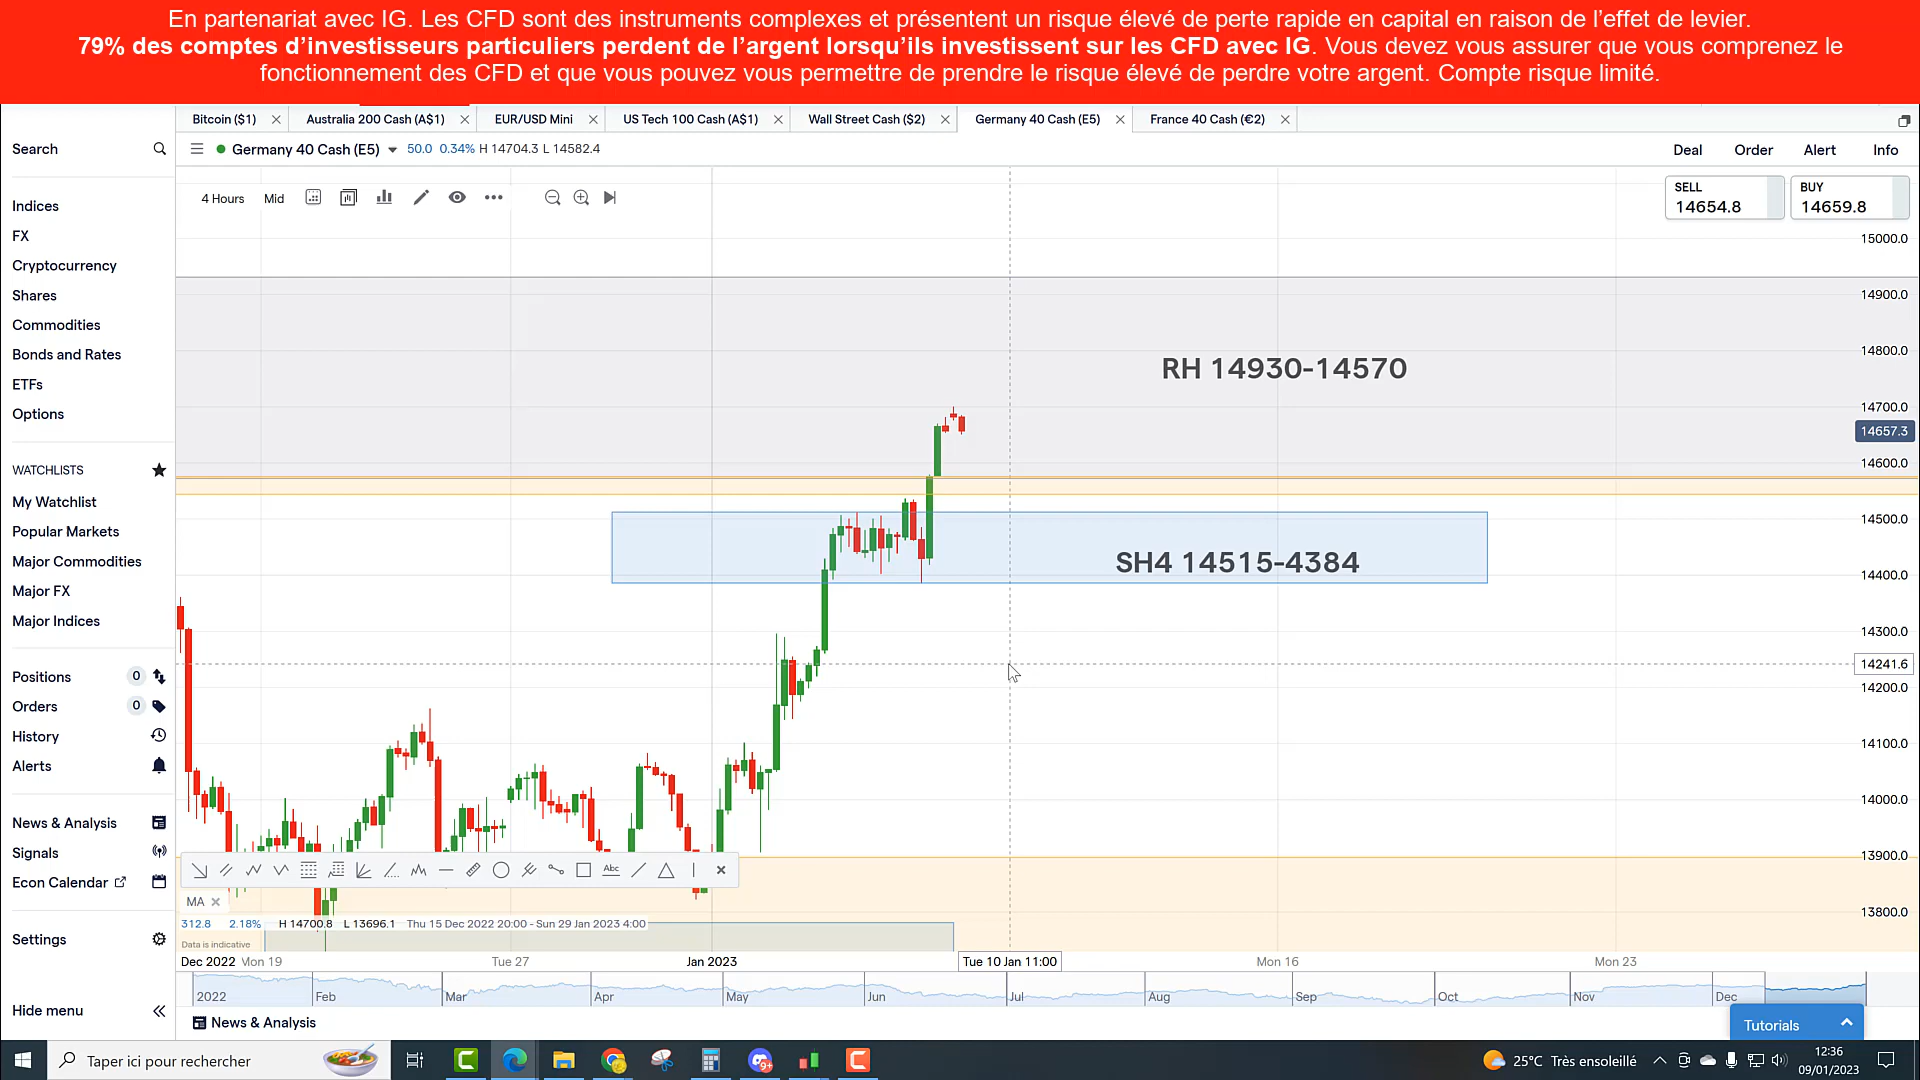 En partenariat avec IG. Les CFD sont des instruments complexes et présentent un risque élevé de perte rapide en capital en raison de l'effet de levier.
79% des comptes d'investisseurs particuliers perdent de l'argent lorsqu'ils investissent sur les CFD avec IG. Vous devez vous assurer que vous comprenez le
fonctionnement des CFD et que vous pouvez vous permettre de prendre le risque élevé de perdre votre argent. Compte risque limité.
Bitcoin ($1) Australia 200 Cash (A$1) EUR/USD Mini US Tech 100 Cash (A$1) Wall Street Cash ($2) Germany 40 Cash (E5) France 40 Cash (€2)
Search
Germany 40 Cash (E5) 50.0 0.34% H 14704.3 L 14582.4
Deal Order Alert Info
4 Hours Mid
SELL
14654.8
BUY
14659.8
Indices
FX
Cryptocurrency
Shares
Commodities
Bonds and Rates
ETFs
Options
WATCHLISTS
My Watchlist
Popular Markets
Major Commodities
Major FX
Major Indices
Positions 0
Orders 0
History
Alerts
News & Analysis
Signals
Econ Calendar
Settings
Hide menu
RH 14930-14570
SH4 14515-4384
15000.0
14900.0
14800.0
14700.0
14657.3
14600.0
14500.0
14400.0
14300.0
14241.6
14200.0
14100.0
14000.0
13900.0
13800.0
Abc
MA
312.8 2.18% H 14700.8 L 13696.1 Thu 15 Dec 2022 20:00 - Sun 29 Jan 2023 4:00
Data is indicative
Dec 2022 Mon 19 Tue 27 Jan 2023 Tue 10 Jan 11:00 Mon 16 Mon 23
2022 Feb Mar Apr May Jun Jul Aug Sep Oct Nov Dec
News & Analysis
Tutorials
Taper ici pour rechercher
9+
25°C Très ensoleillé
12:36
09/01/2023